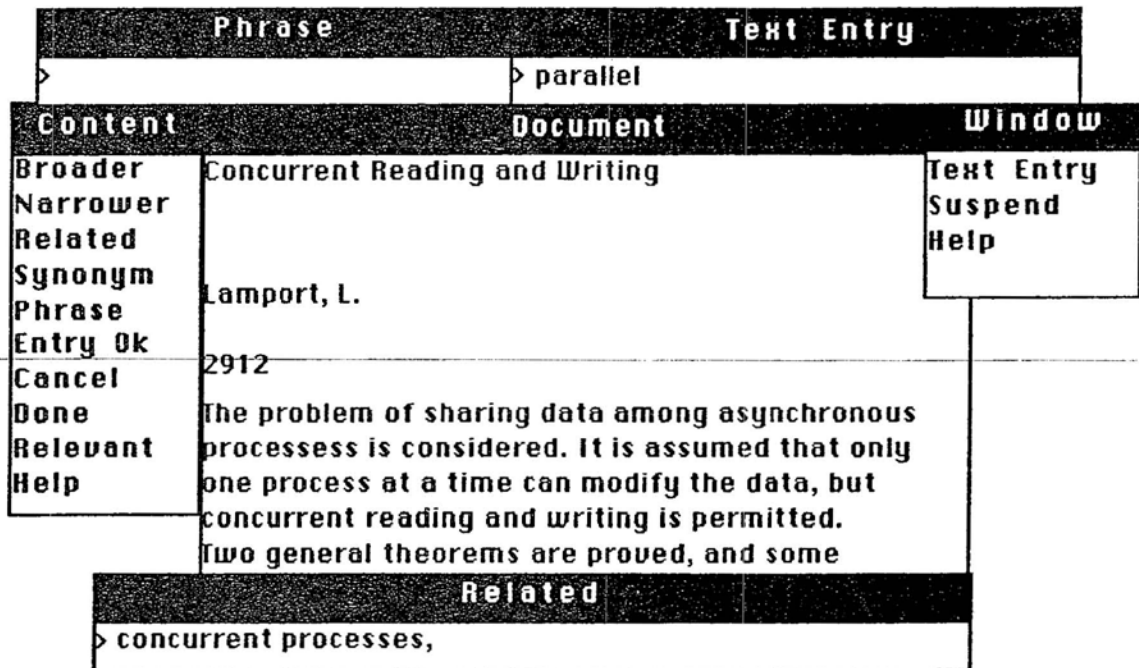 Phrase
Text Entry
>
> parallel
Content
Document
Window
Broader
Narrower
Related
Synonym
Phrase
Entry Ok
Cancel
Done
Relevant
Help
Concurrent Reading and Writing
Lamport, L.
2912
The problem of sharing data among asynchronous
processess is considered. It is assumed that only
one process at a time can modify the data, but
concurrent reading and writing is permitted.
Two general theorems are proved, and some
Text Entry
Suspend
Help
Related
> concurrent processes,